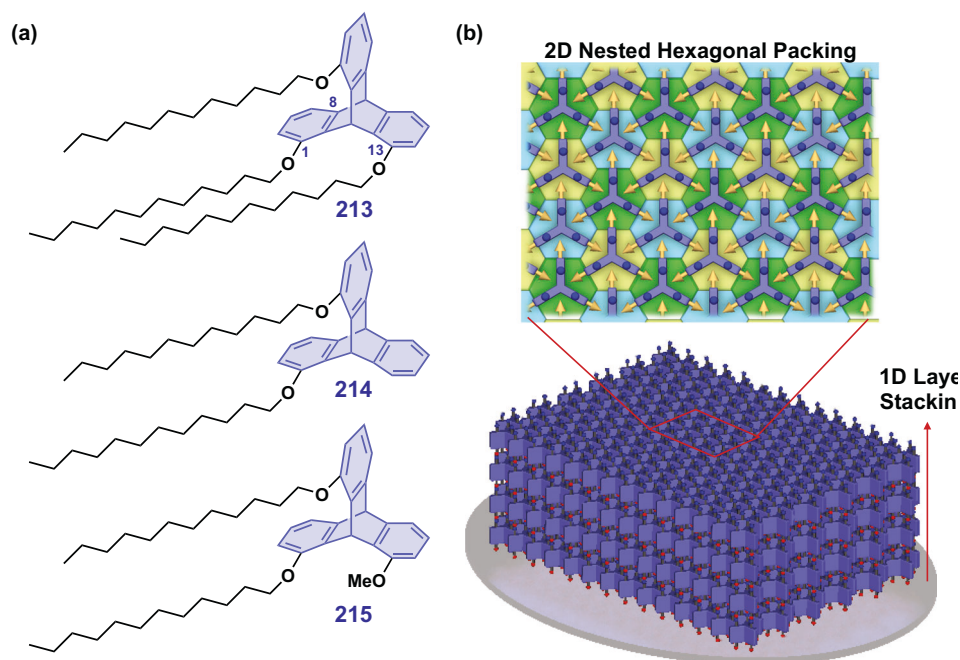 (a)
O
8
1
O
13
O
213
O
O
214
O
O
MeO
215
(b)
2D Nested Hexagonal Packing
1D Laye
Stackin